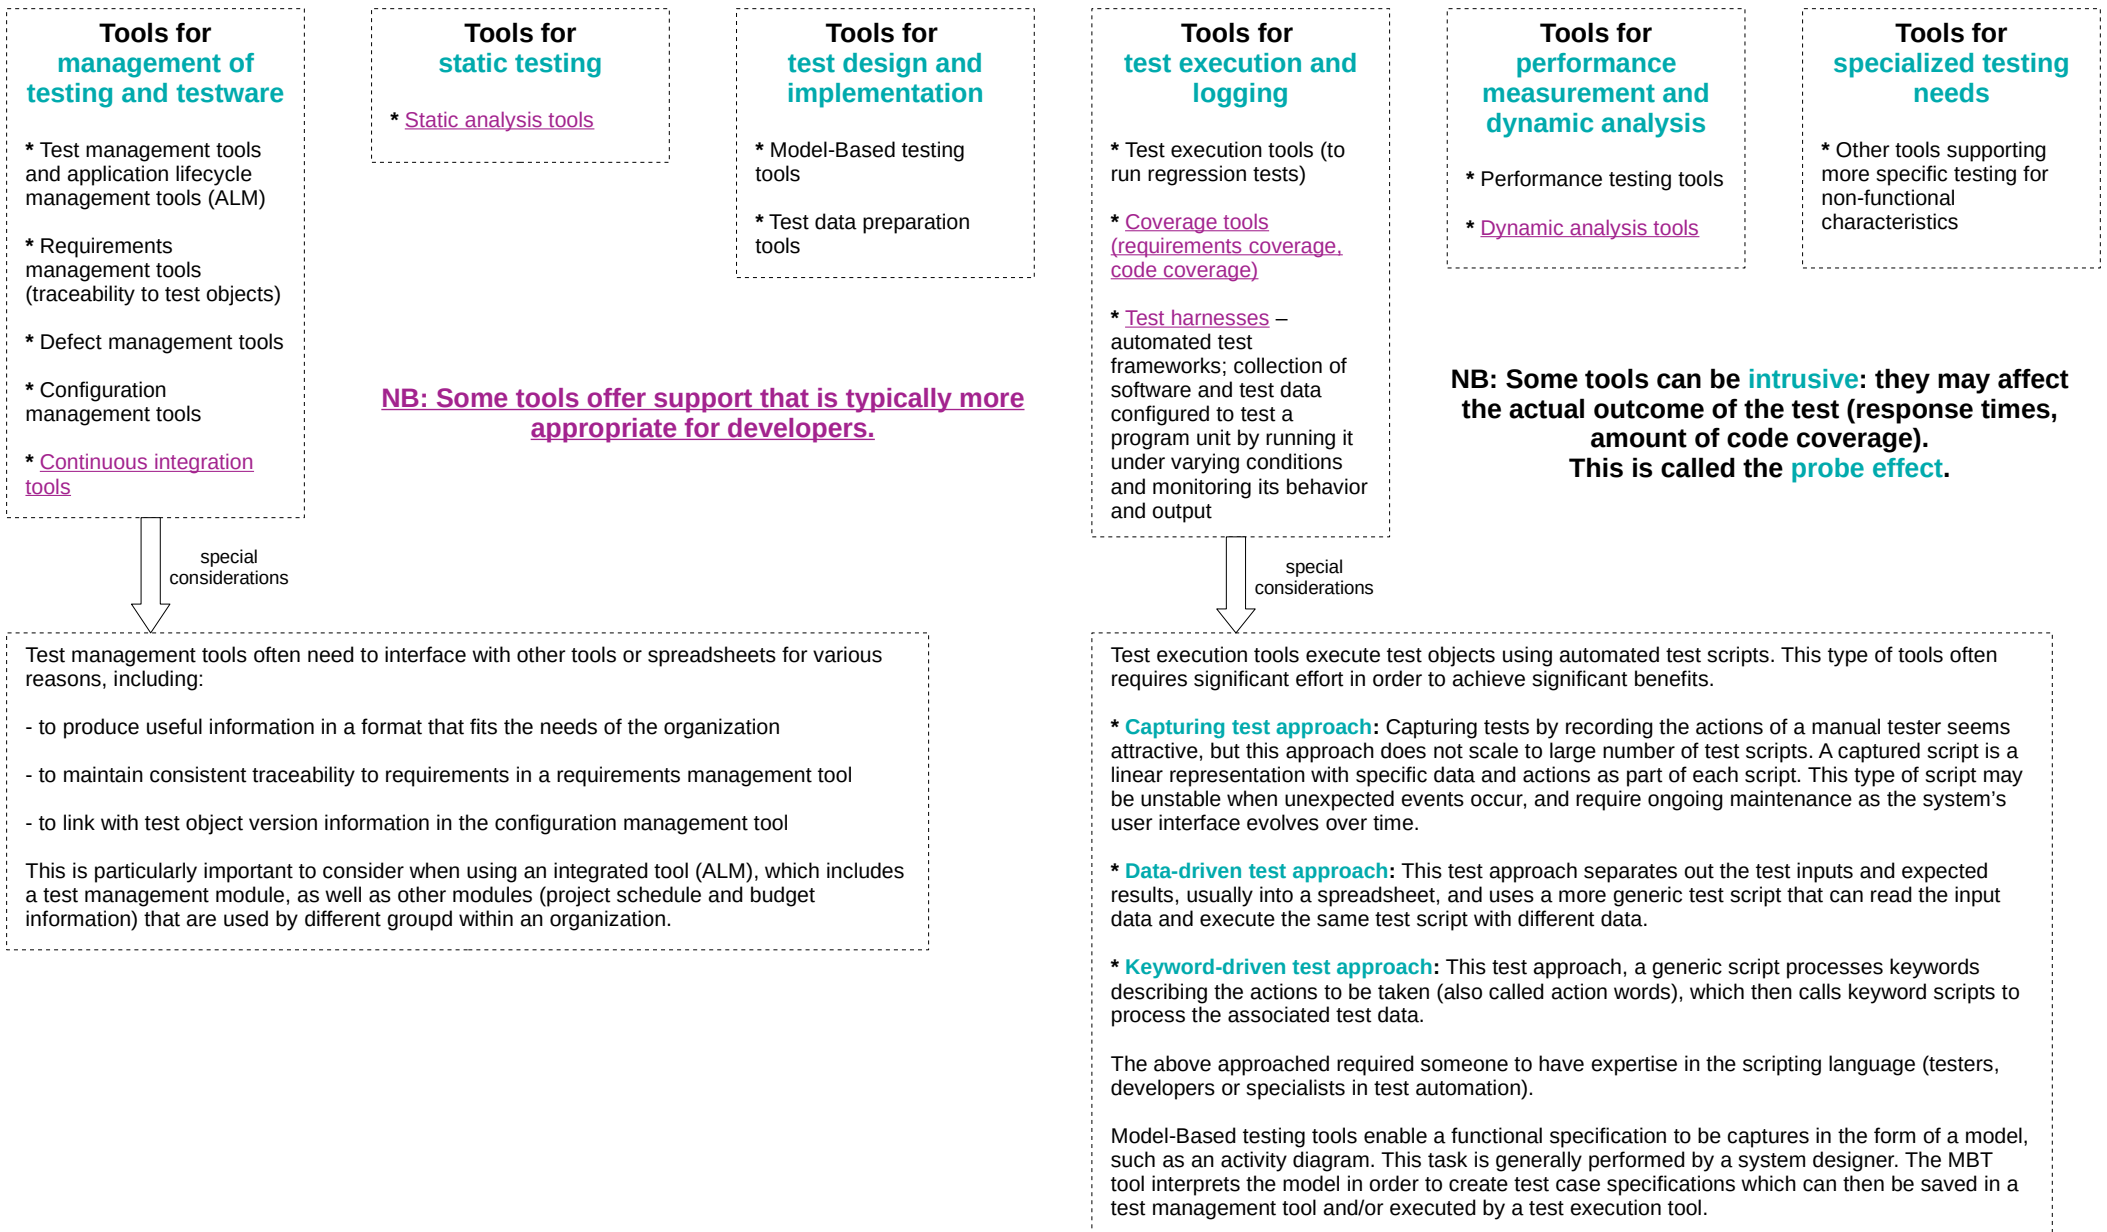 Tools for
management of
testing and testware
* Test management tools
and application lifecycle
management tools (ALM)
* Requirements
management tools
(traceability to test objects)
* Defect management tools
* Configuration
management tools
* Continuous integration
tools
Tools for
static testing
* Static analysis tools
Tools for
test design and
implementation
* Model-Based testing
tools
* Test data preparation
tools
Tools for
test execution and
logging
* Test execution tools (to
run regression tests)
* Coverage tools
(requirements coverage,
code coverage)
* Test harnesses –
automated test
frameworks; collection of
software and test data
configured to test a
program unit by running it
under varying conditions
and monitoring its behavior
and output
Tools for
performance
measurement and
dynamic analysis
* Performance testing tools
* Dynamic analysis tools
Tools for
specialized testing
needs
* Other tools supporting
more specific testing for
non-functional
characteristics
NB: Some tools offer support that is typically more
appropriate for developers.
NB: Some tools can be intrusive: they may affect
the actual outcome of the test (response times,
amount of code coverage).
This is called the probe effect.
special
considerations
special
considerations
Test management tools often need to interface with other tools or spreadsheets for various
reasons, including:
- to produce useful information in a format that fits the needs of the organization
- to maintain consistent traceability to requirements in a requirements management tool
- to link with test object version information in the configuration management tool
This is particularly important to consider when using an integrated tool (ALM), which includes
a test management module, as well as other modules (project schedule and budget
information) that are used by different groupd within an organization.
Test execution tools execute test objects using automated test scripts. This type of tools often
requires significant effort in order to achieve significant benefits.
* Capturing test approach: Capturing tests by recording the actions of a manual tester seems
attractive, but this approach does not scale to large number of test scripts. A captured script is a
linear representation with specific data and actions as part of each script. This type of script may
be unstable when unexpected events occur, and require ongoing maintenance as the system's
user interface evolves over time.
* Data-driven test approach: This test approach separates out the test inputs and expected
results, usually into a spreadsheet, and uses a more generic test script that can read the input
data and execute the same test script with different data.
* Keyword-driven test approach: This test approach, a generic script processes keywords
describing the actions to be taken (also called action words), which then calls keyword scripts to
process the associated test data.
The above approached required someone to have expertise in the scripting language (testers,
developers or specialists in test automation).
Model-Based testing tools enable a functional specification to be captures in the form of a model,
such as an activity diagram. This task is generally performed by a system designer. The MBT
tool interprets the model in order to create test case specifications which can then be saved in a
test management tool and/or executed by a test execution tool.